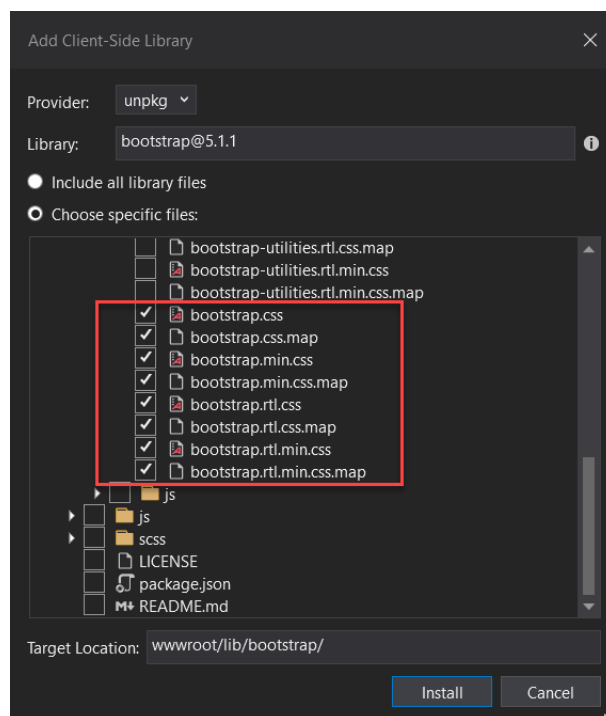 Add Client-Side Library
Provider: unpkg
Library: bootstrap@5.1.1
Include all library files
Choose specific files:
bootstrap-utilities.rtl.css.map
bootstrap-utilities.rtl.min.css
bootstrap-utilities.rtl.min.css.map
bootstrap.css
bootstrap.css.map
bootstrap.min.css
bootstrap.min.css.map
bootstrap.rtl.css
bootstrap.rtl.css.map
bootstrap.rtl.min.css
bootstrap.rtl.min.css.map
js
js
scss
LICENSE
package.json
M+ README.md
Target Location: wwwroot/lib/bootstrap/
Install Cancel